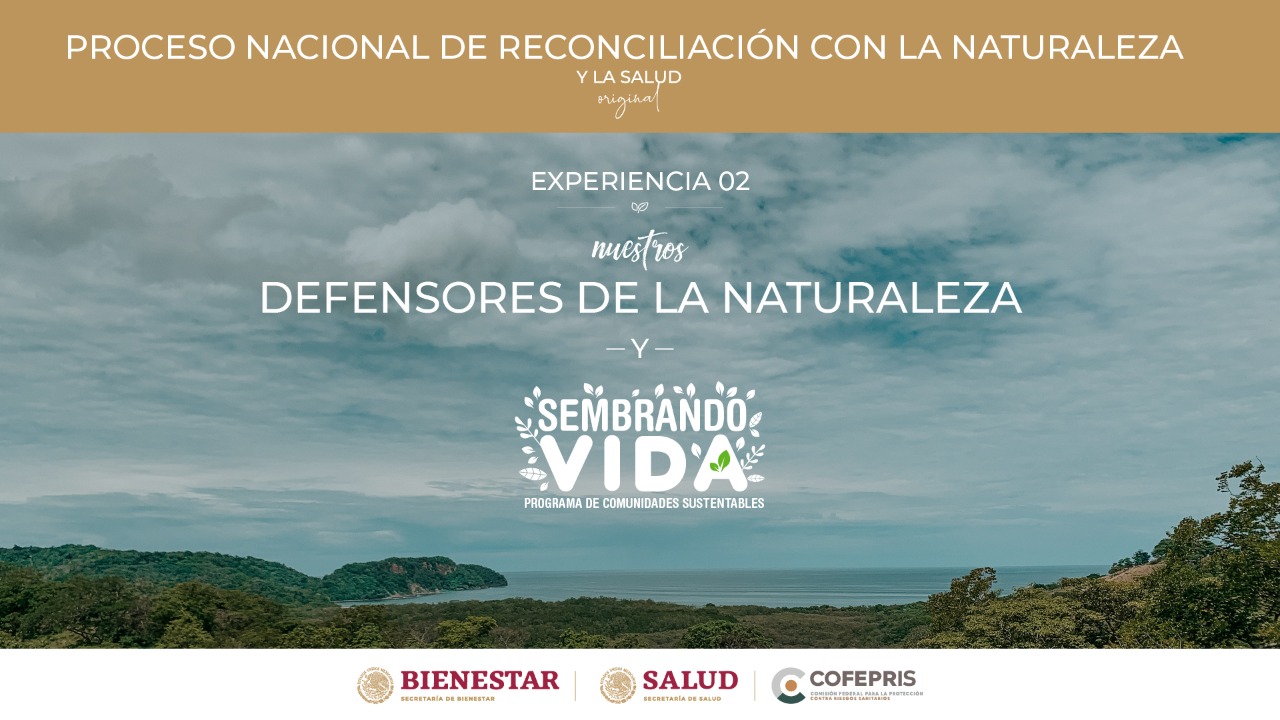 PROCESO NACIONAL DE RECONCILIACIÓN CON LA NATURALEZA
Y LA SALUD
original
EXPERIENCIA 02
nuestros
DEFENSORES DE LA NATURALEZA
— Y —
SEMBRANDO
VIDA
PROGRAMA DE COMUNIDADES SUSTENTABLES
BIENESTAR
SECRETARÍA DE BIENESTAR
SALUD
SECRETARÍA DE SALUD
COFEPRIS
COMISIÓN FEDERAL PARA LA PROTECCIÓN
CONTRA RIESGOS SANITARIOS